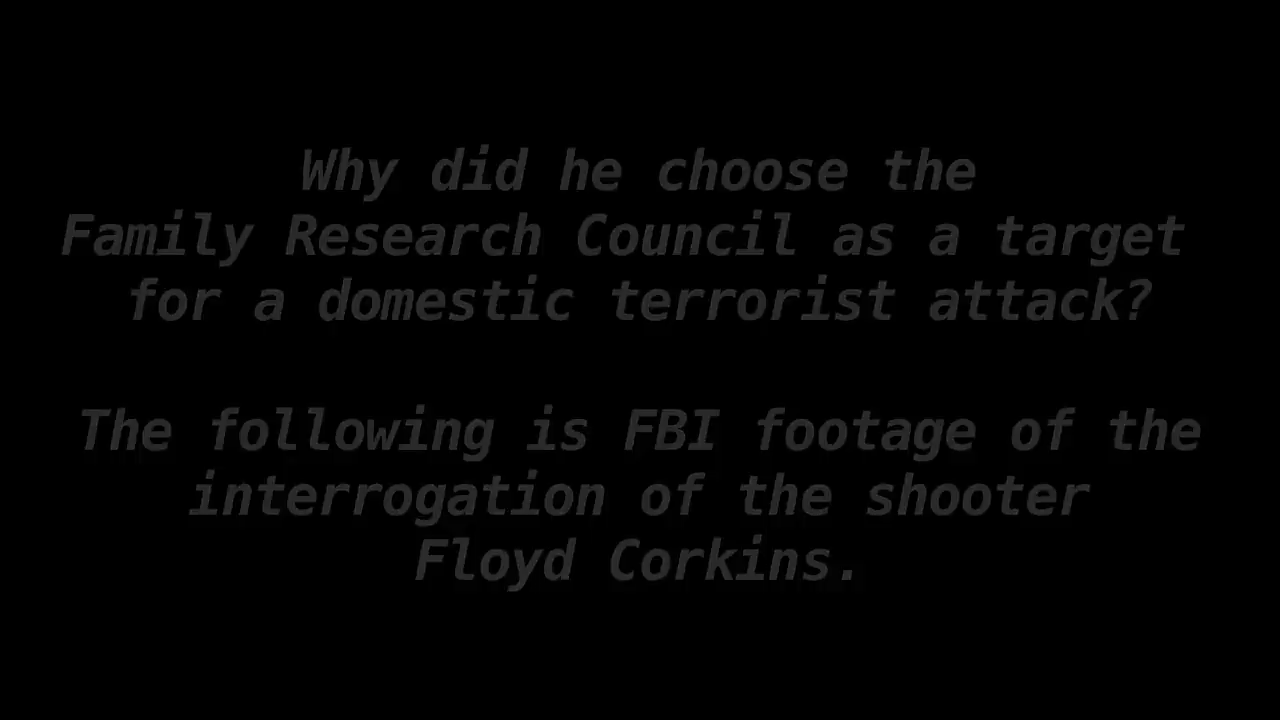 Why did he choose the
Family Research Council as a target
for a domestic terrorist attack?
The following is FBI footage of the
interrogation of the shooter
Floyd Corkins.